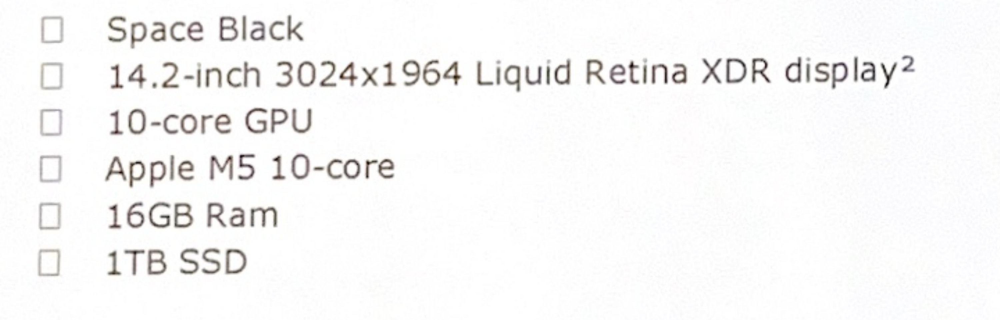 Space Black
14.2-inch 3024x1964 Liquid Retina XDR display²
10-core GPU
Apple M5 10-core
16GB Ram
1TB SSD